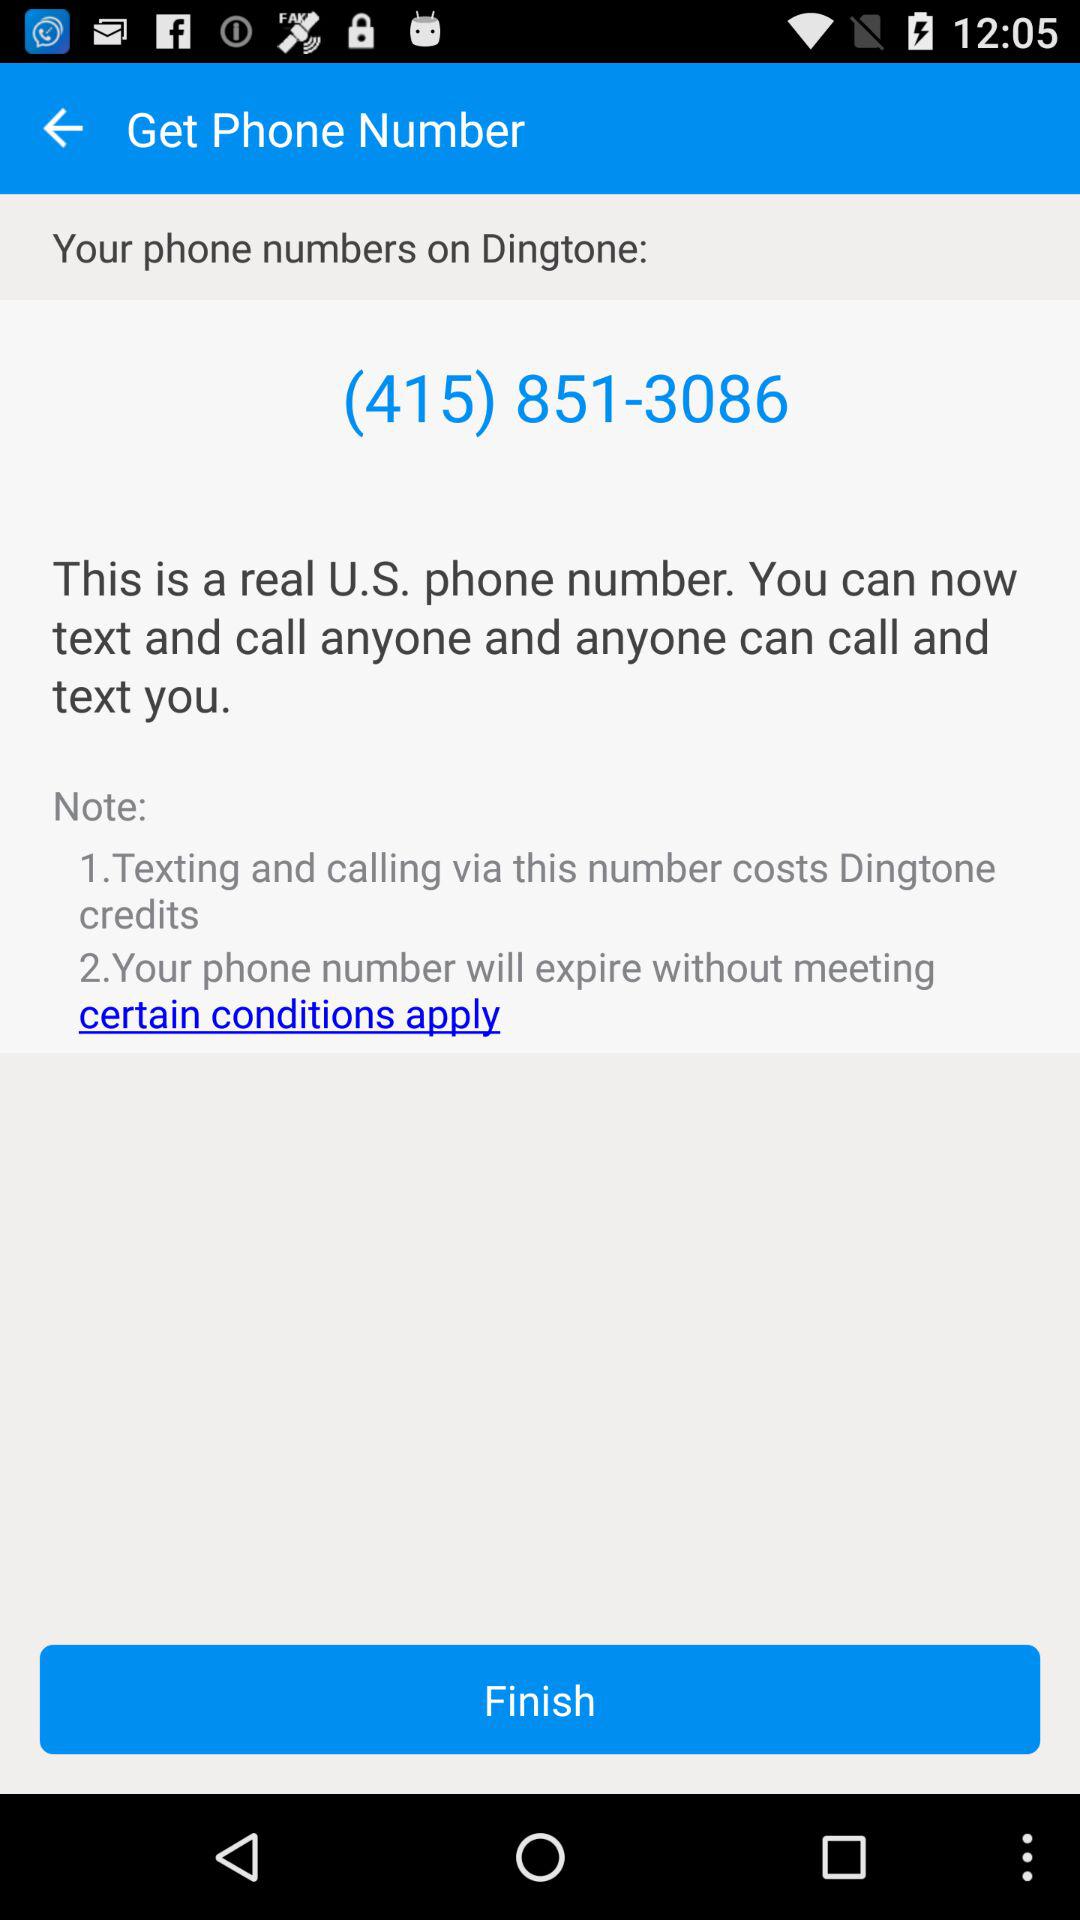 FAKE
12:05
Get Phone Number
Your phone numbers on Dingtone:
(415) 851-3086
This is a real U.S. phone number. You can now
text and call anyone and anyone can call and
text you.
Note:
1.Texting and calling via this number costs Dingtone
credits
2.Your phone number will expire without meeting
certain conditions apply
Finish